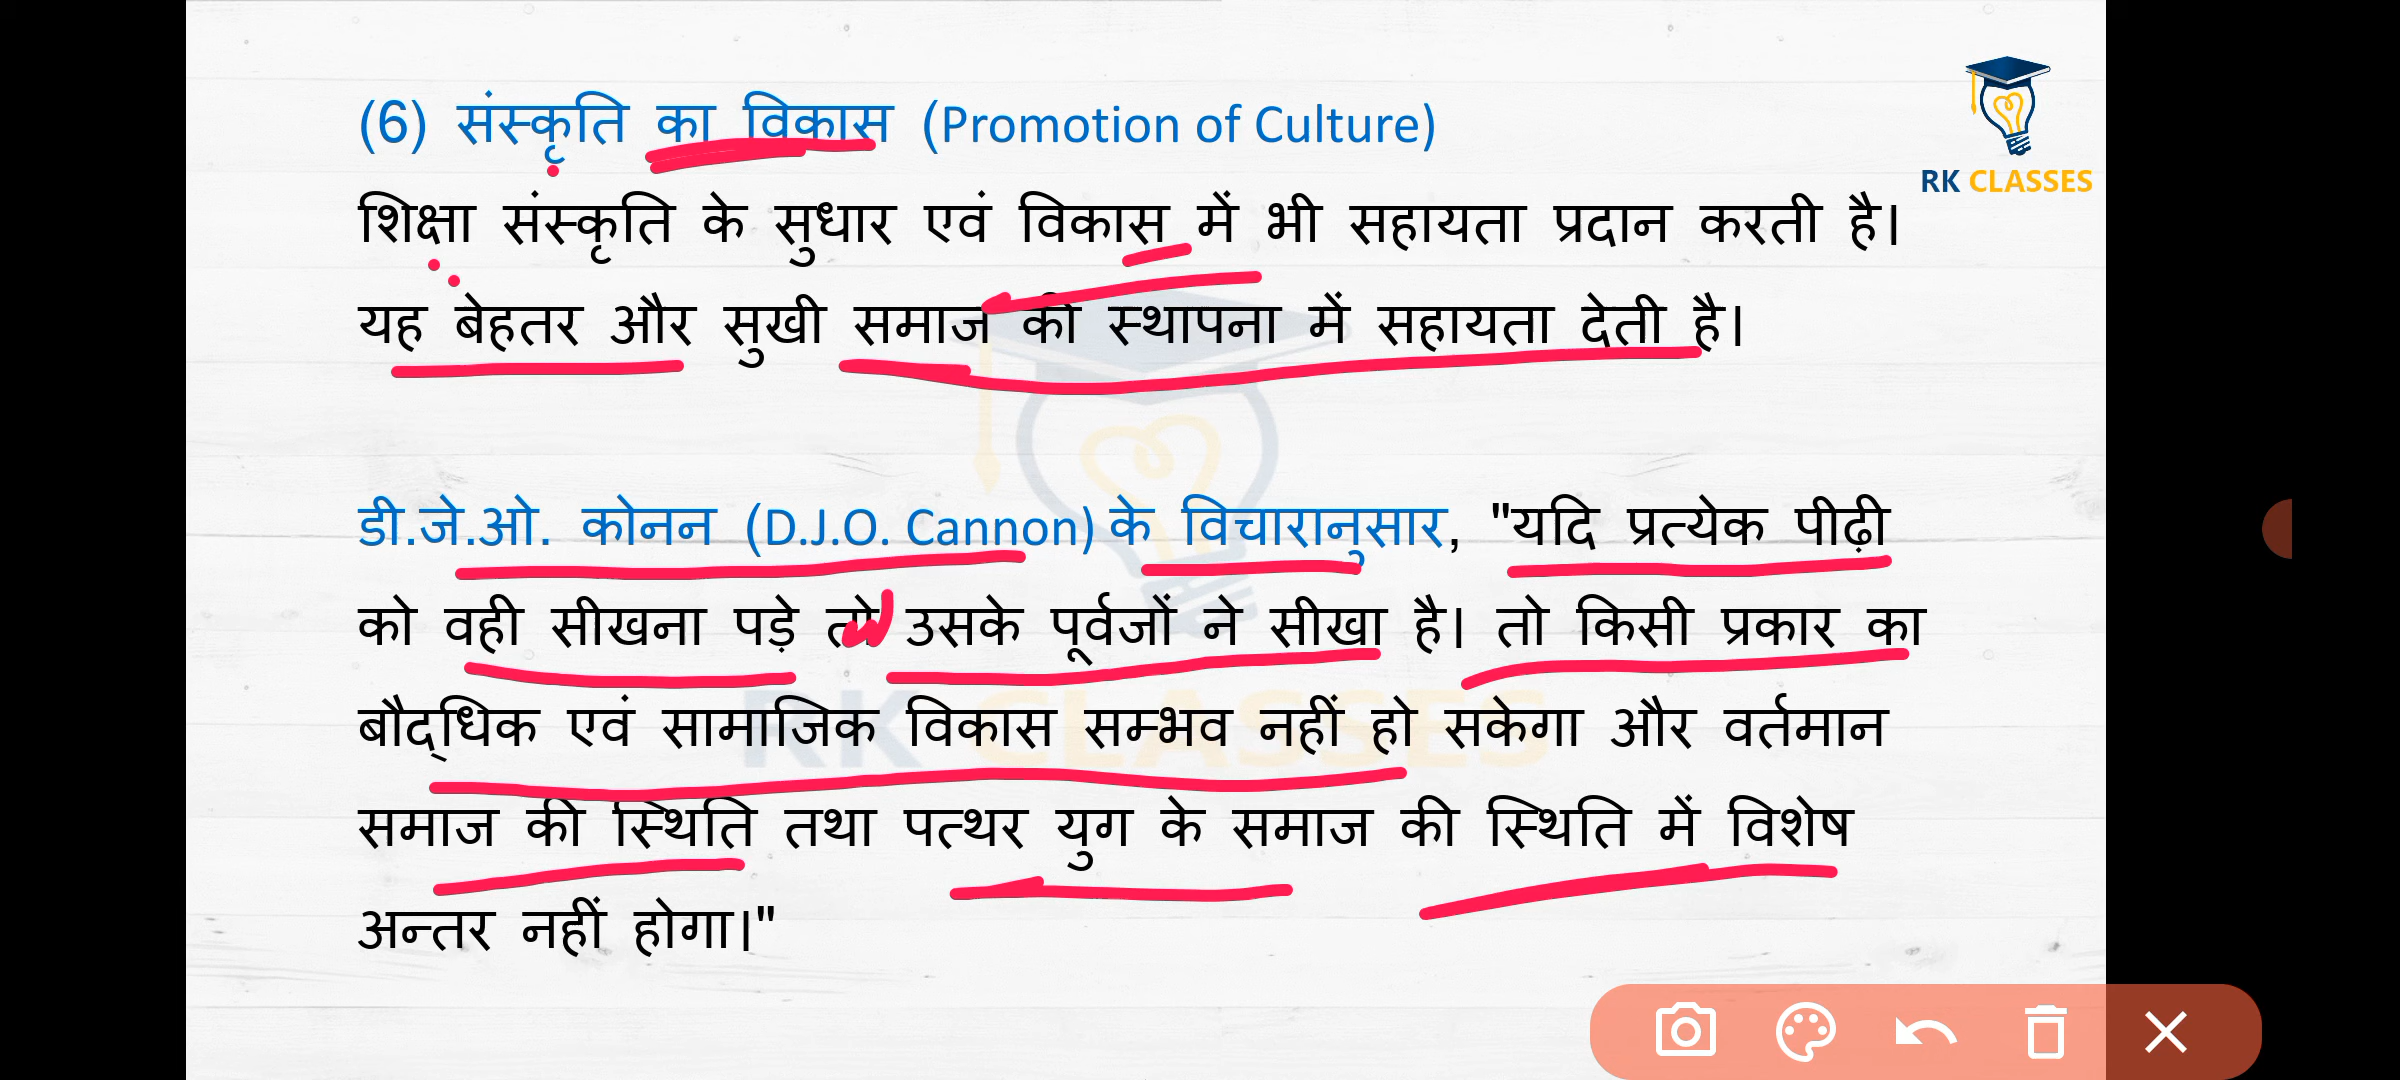 (6) संस्कृति का विकास (Promotion of Culture)
RK CLASSES
शिक्षा संस्कृति के सुधार एवं विकास में भी सहायता प्रदान करती है।
यह बेहतर और सुखी समाज की स्थापना में सहायता देती है।
डी.जे.ओ. कोनन (D.J.O. Cannon) के विचारानुसार, "यदि प्रत्येक पीढ़ी
को वही सीखना पड़े तो उसके पूर्वजों ने सीखा है। तो किसी प्रकार का
बौद्धिक एवं सामाजिक विकास सम्भव नहीं हो सकेगा और वर्तमान
समाज की स्थिति तथा पत्थर युग के समाज की स्थिति में विशेष
अन्तर नहीं होगा।"
RK CLASSES